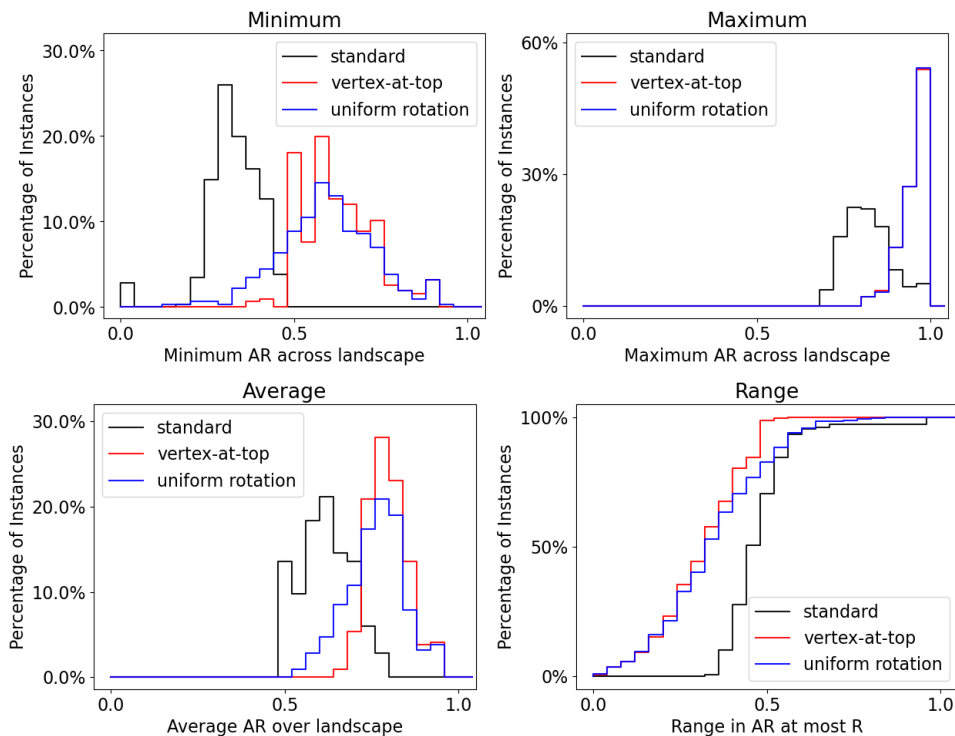 Minimum
30.0%
20.0%
10.0%
0.0%
Percentage of Instances
standard
vertex-at-top
uniform rotation
0.0
0.5
1.0
Minimum AR across landscape
Maximum
60%
30%
0%
Percentage of Instances
standard
vertex-at-top
uniform rotation
0.0
0.5
1.0
Maximum AR across landscape
Average
30.0%
20.0%
10.0%
0.0%
Percentage of Instances
standard
vertex-at-top
uniform rotation
0.0
0.5
1.0
Average AR over landscape
Range
100%
50%
0%
Percentage of Instances
standard
vertex-at-top
uniform rotation
0.0
0.5
1.0
Range in AR at most R